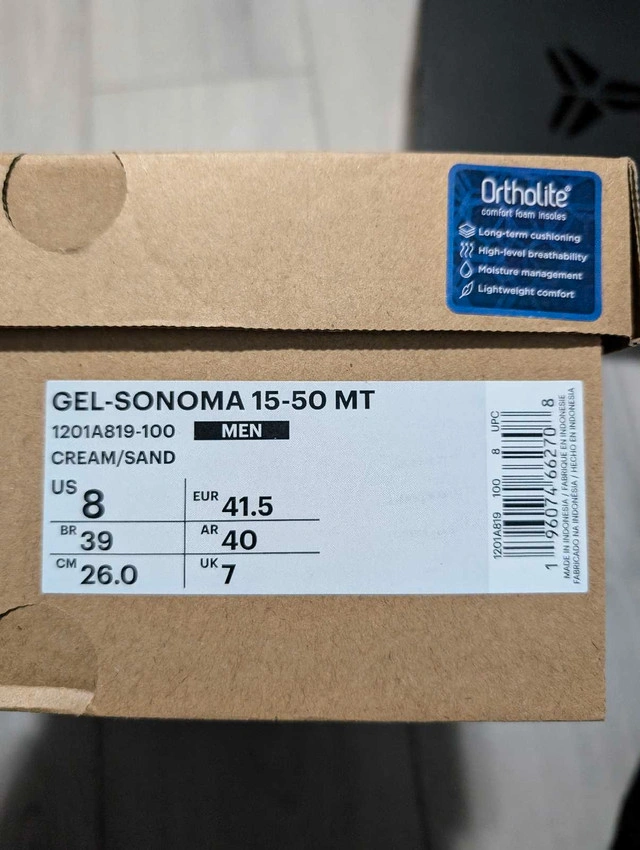 Ortholite®
comfort foam insoles
Long-term cushioning
High-level breathability
Moisture management
Lightweight comfort
GEL-SONOMA 15-50 MT
1201A819-100 MEN
CREAM/SAND
US 8 EUR 41.5
BR 39 AR 40
CM 26.0 UK 7
1201A819 100 8 UPC
1 96074 66270 8
MADE IN INDONESIA / FABRIQUE EN INDONESIE
FABRICADO NA INDONÉSIA / HECHO EN INDONESIA